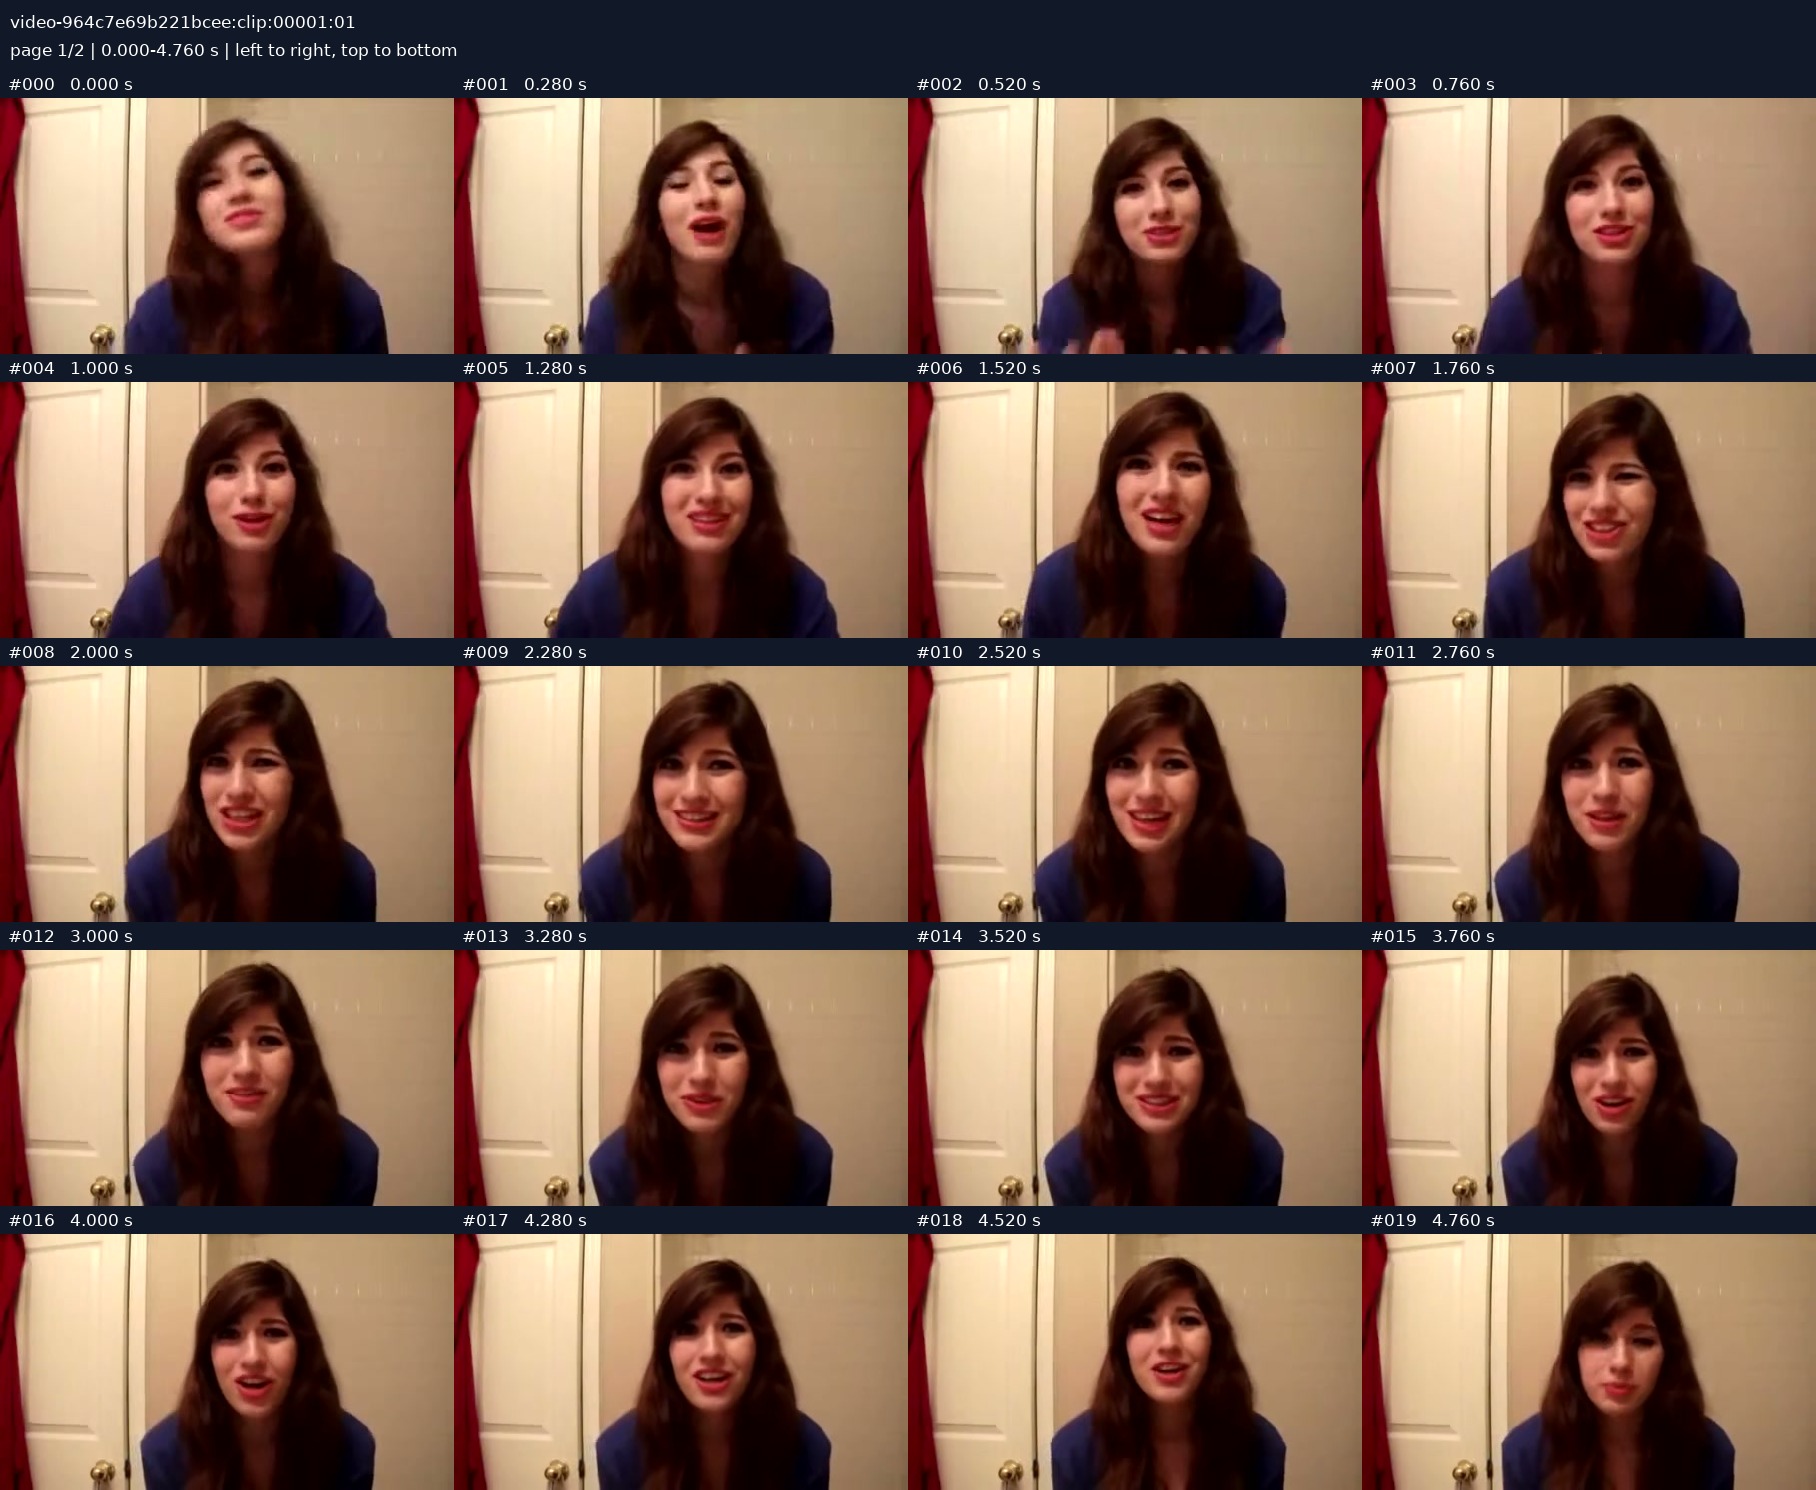 video-964c7e69b221bcee:clip:00001:01
page 1/2 | 0.000-4.760 s | left to right, top to bottom
#000 0.000 s
#001 0.280 s
#002 0.520 s
#003 0.760 s
#004 1.000 s
#005 1.280 s
#006 1.520 s
#007 1.760 s
#008 2.000 s
#009 2.280 s
#010 2.520 s
#011 2.760 s
#012 3.000 s
#013 3.280 s
#014 3.520 s
#015 3.760 s
#016 4.000 s
#017 4.280 s
#018 4.520 s
#019 4.760 s